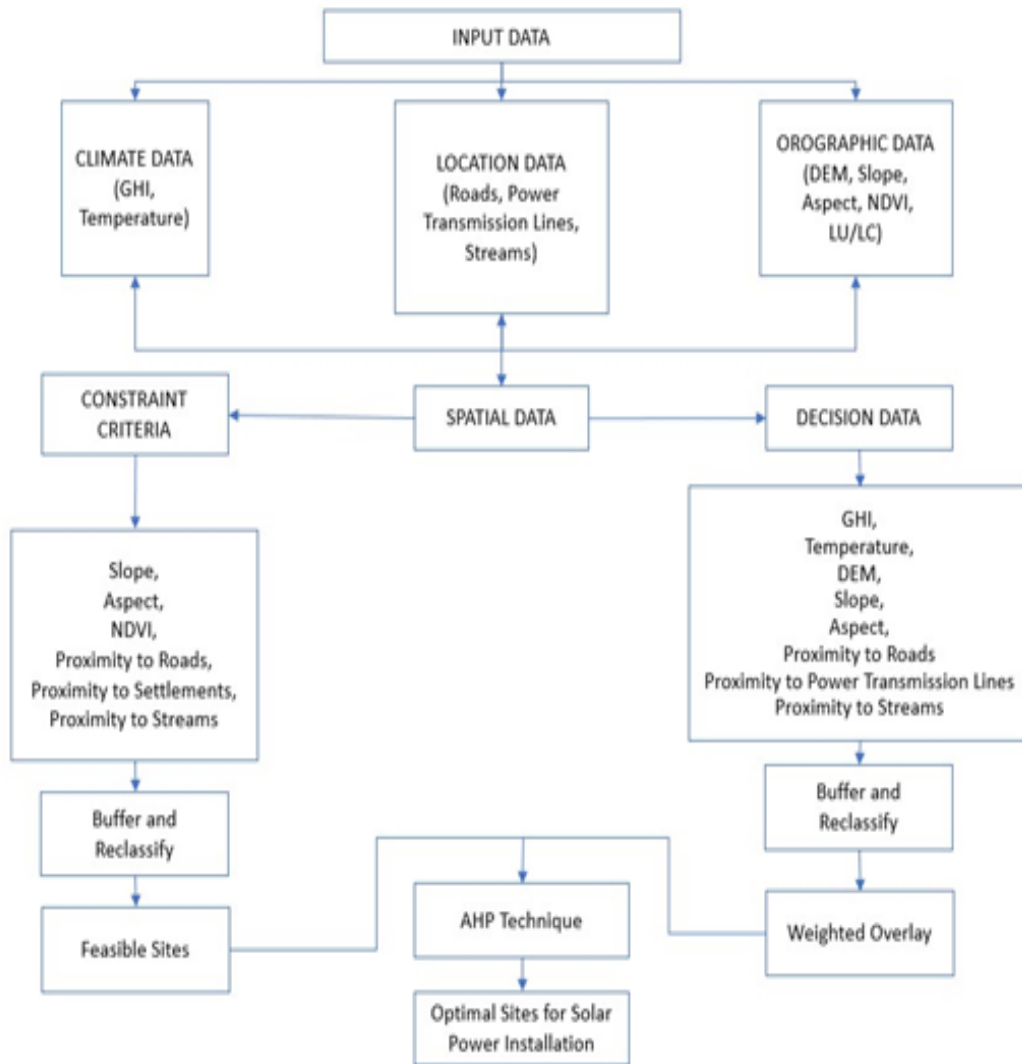 INPUT DATA
CLIMATE DATA
(GHI,
Temperature)
LOCATION DATA
(Roads, Power
Transmission Lines,
Streams)
OROGRAPHIC DATA
(DEM, Slope,
Aspect, NDVI,
LU/LC)
CONSTRAINT
CRITERIA
SPATIAL DATA
DECISION DATA
Slope,
Aspect,
NDVI,
Proximity to Roads,
Proximity to Settlements,
Proximity to Streams
GHI,
Temperature,
DEM,
Slope,
Aspect,
Proximity to Roads
Proximity to Power Transmission Lines
Proximity to Streams
Buffer and
Reclassify
Buffer and
Reclassify
Feasible Sites
AHP Technique
Weighted Overlay
Optimal Sites for Solar
Power Installation